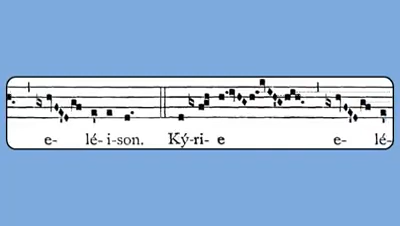 e- lé- i-son. Ký-ri- e e- lé-